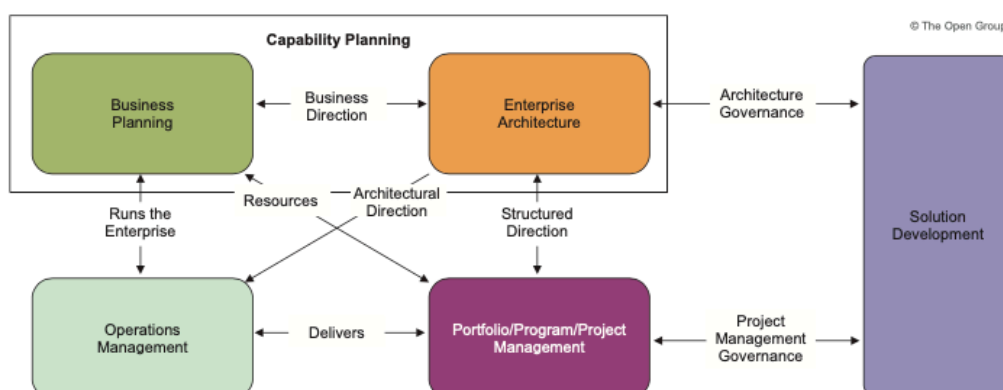 © The Open Group
Capability Planning
Business
Planning
Business
Direction
Enterprise
Architecture
Architecture
Governance
Resources
Architectural
Direction
Runs the
Enterprise
Structured
Direction
Solution
Development
Operations
Management
Delivers
Portfolio/Program/Project
Management
Project
Management
Governance